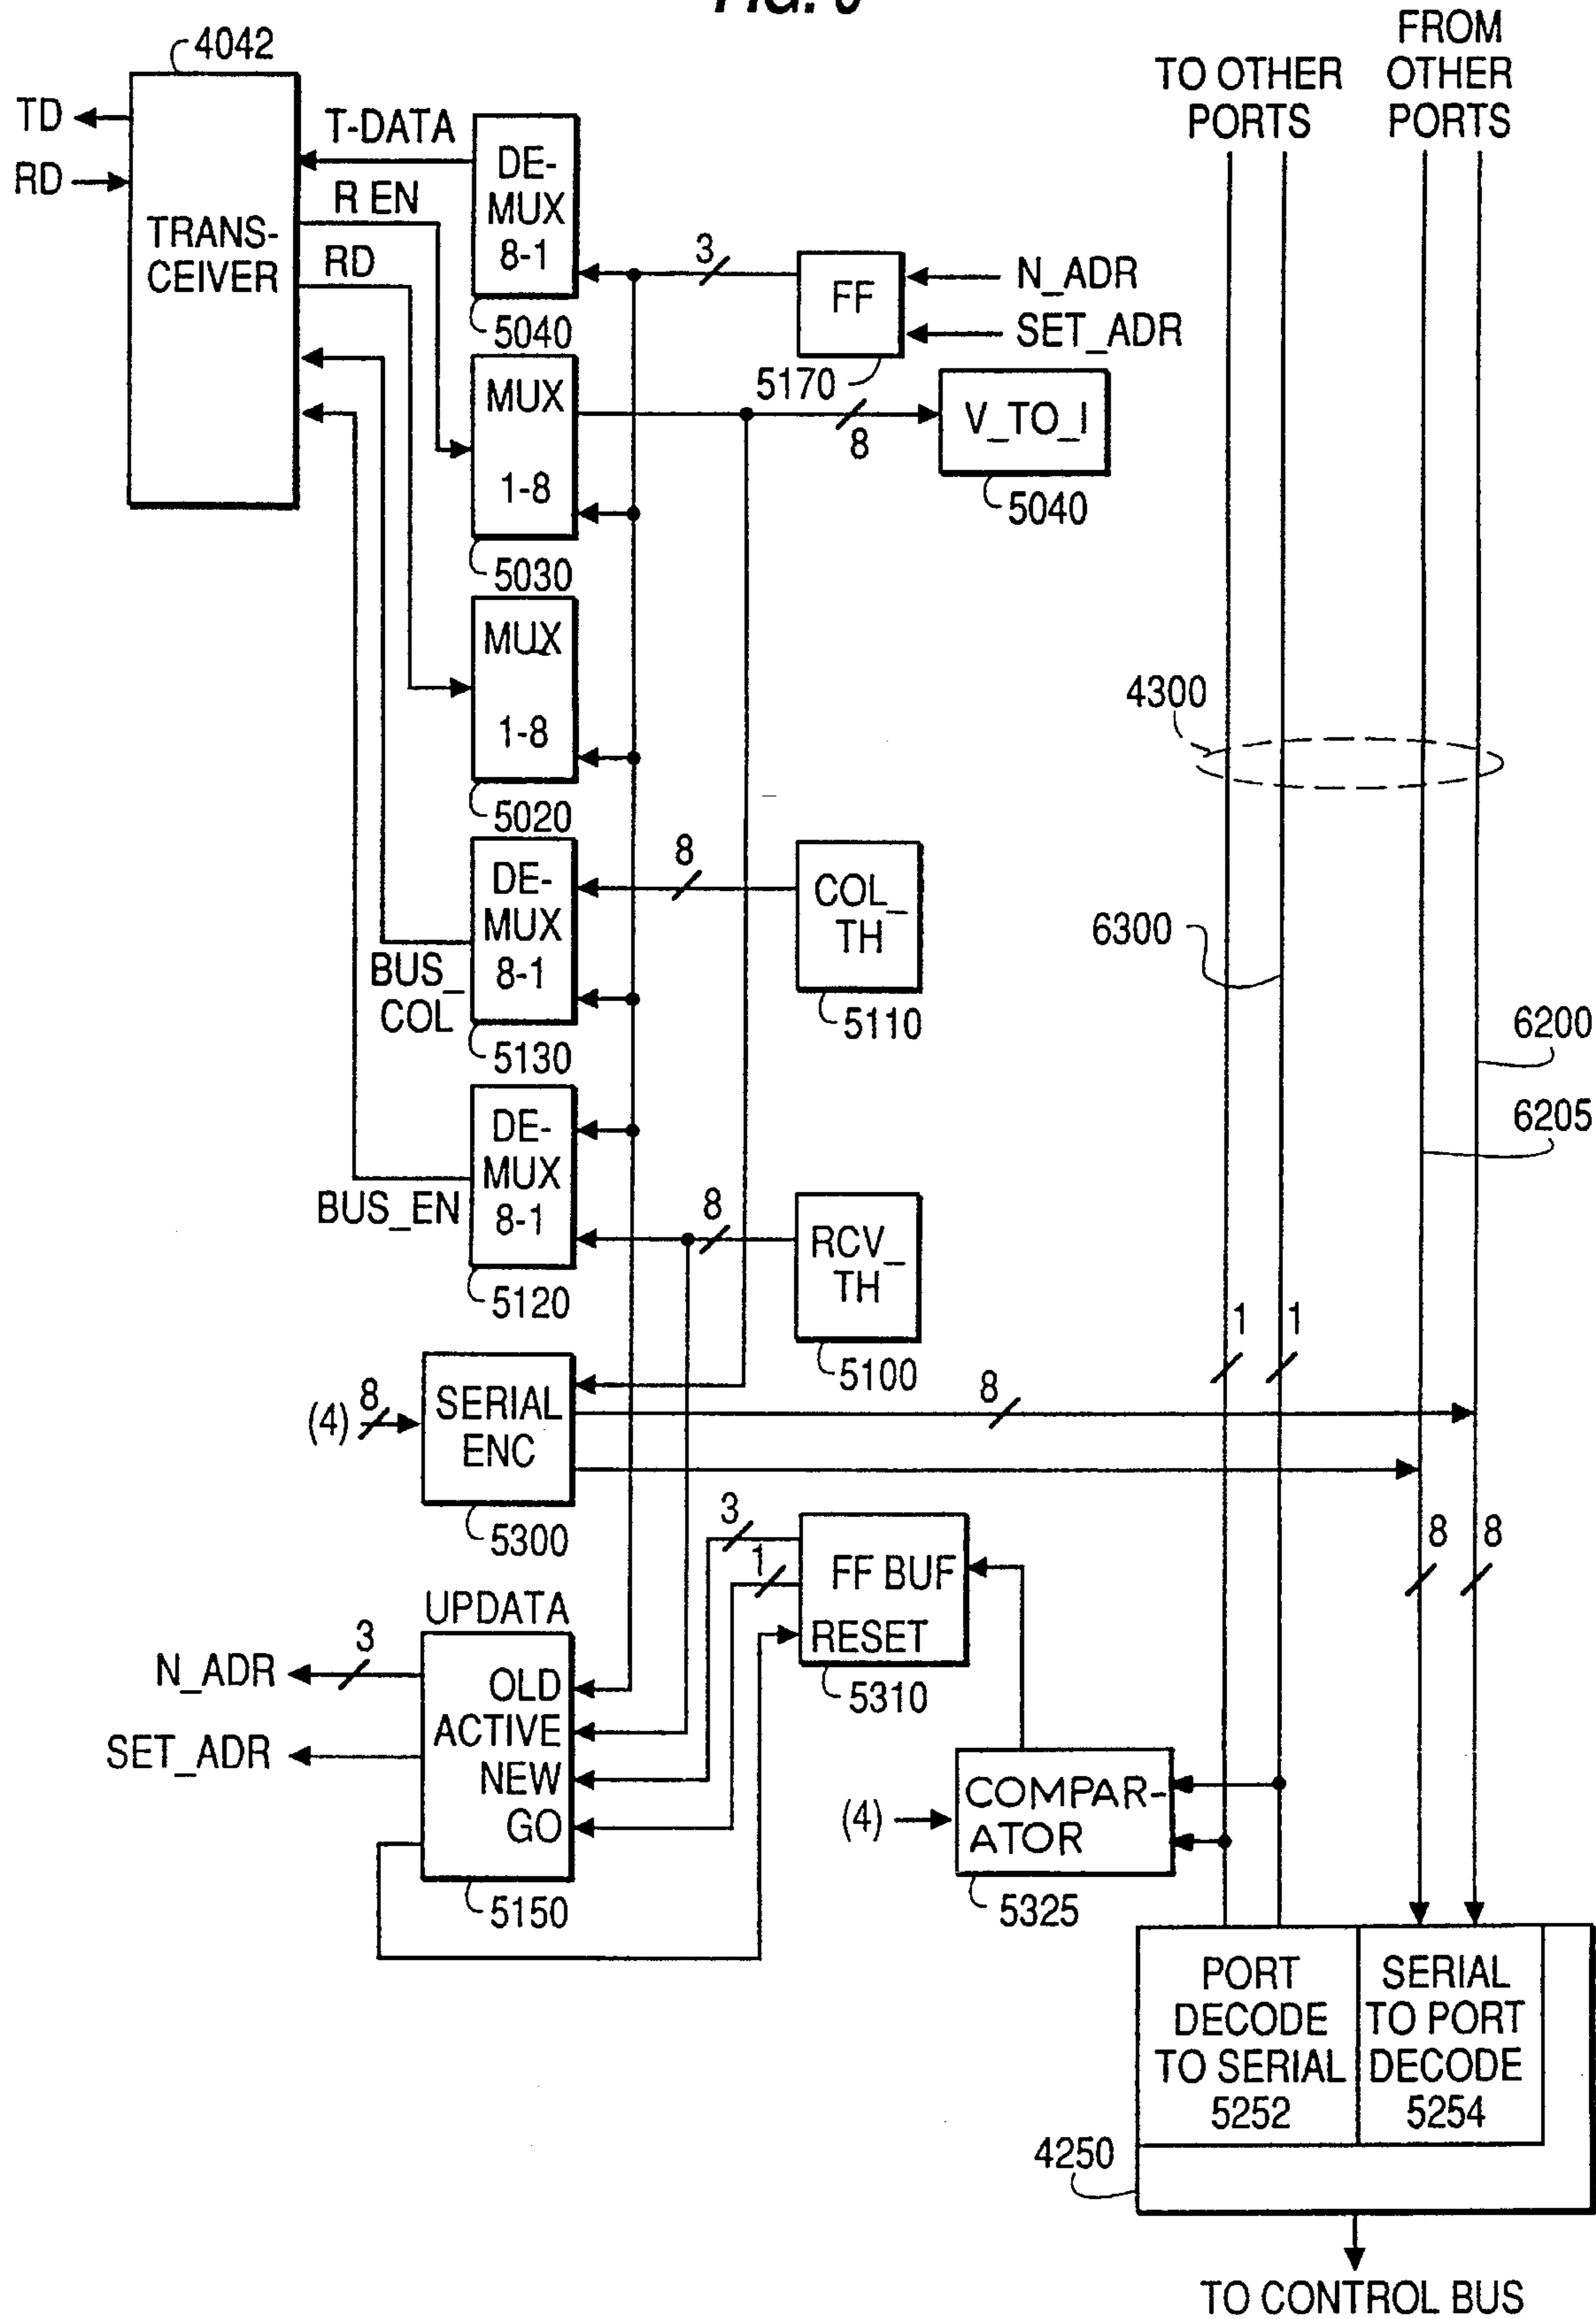 FIG.
4042
TD
RD
TRANS-
CEIVER
T-DATA
R EN
RD
DE-
MUX
8-1
5040
MUX
1-8
5030
MUX
1-8
5020
DE-
MUX
8-1
5130
BUS_
COL
DE-
MUX
8-1
5120
BUS_EN
3
FF
5170
N_ADR
SET_ADR
8
V_TO_I
5040
8
COL_
TH
5110
8
RCV_
TH
5100
TO OTHER
PORTS
FROM
OTHER
PORTS
4300
6300
6200
6205
1
1
(4)
8
SERIAL
ENC
5300
8
8
8
3
1
FF BUF
RESET
5310
UPDATA
OLD
ACTIVE
NEW
GO
5150
N_ADR
3
SET_ADR
(4)
COMPAR-
ATOR
5325
PORT
DECODE
TO SERIAL
5252
SERIAL
TO PORT
DECODE
5254
4250
TO CONTROL BUS